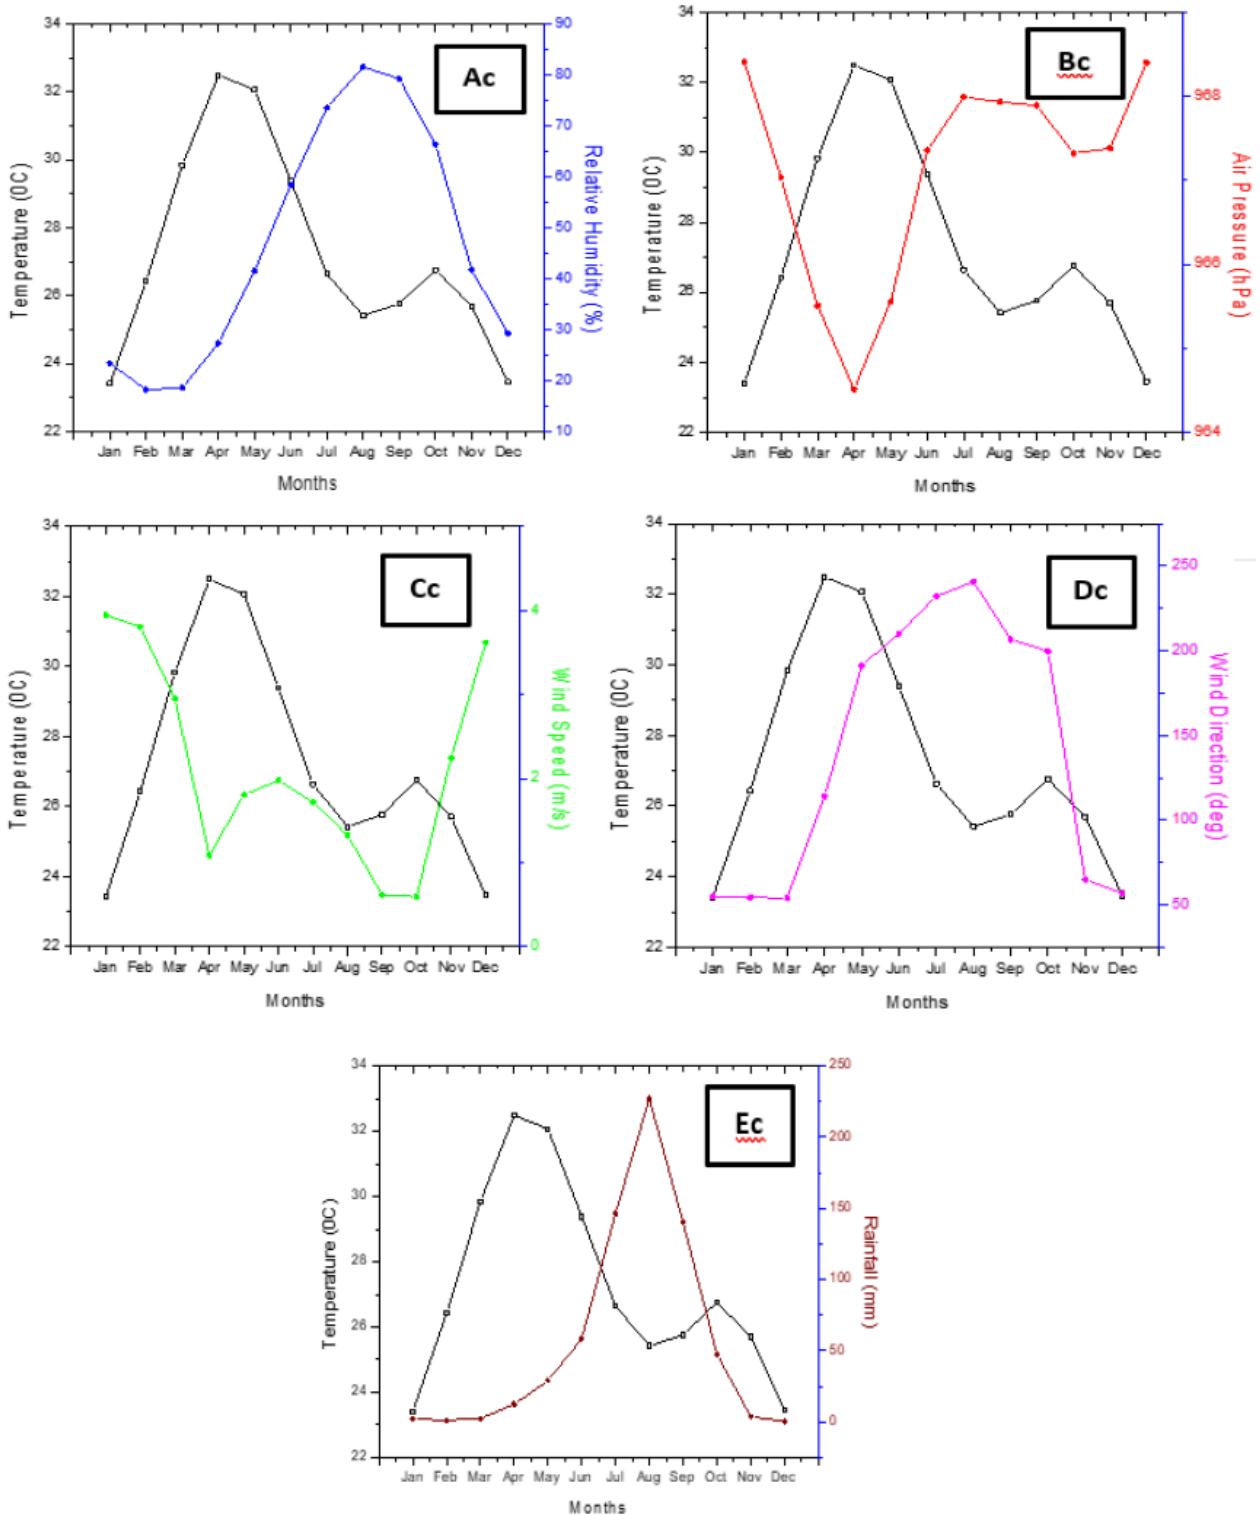 Ac
34
32
30
28
26
24
22
Temperature (0C)
90
80
70
60
50
40
30
20
10
Relative Humidity (%)
Jan Feb Mar Apr May Jun Jul Aug Sep Oct Nov Dec
Months
Bc
34
32
30
28
26
24
22
Temperature (0C)
968
966
964
Air Pressure (hPa)
Jan Feb Mar Apr May Jun Jul Aug Sep Oct Nov Dec
Months
Cc
34
32
30
28
26
24
22
Temperature (0C)
4
2
0
Wind Speed (m/s)
Jan Feb Mar Apr May Jun Jul Aug Sep Oct Nov Dec
Months
Dc
34
32
30
28
26
24
22
Temperature (0C)
250
200
150
100
50
Wind Direction (deg)
Jan Feb Mar Apr May Jun Jul Aug Sep Oct Nov Dec
Months
Ec
34
32
30
28
26
24
22
Temperature (0C)
250
200
150
100
50
0
Rainfall (mm)
Jan Feb Mar Apr May Jun Jul Aug Sep Oct Nov Dec
Months